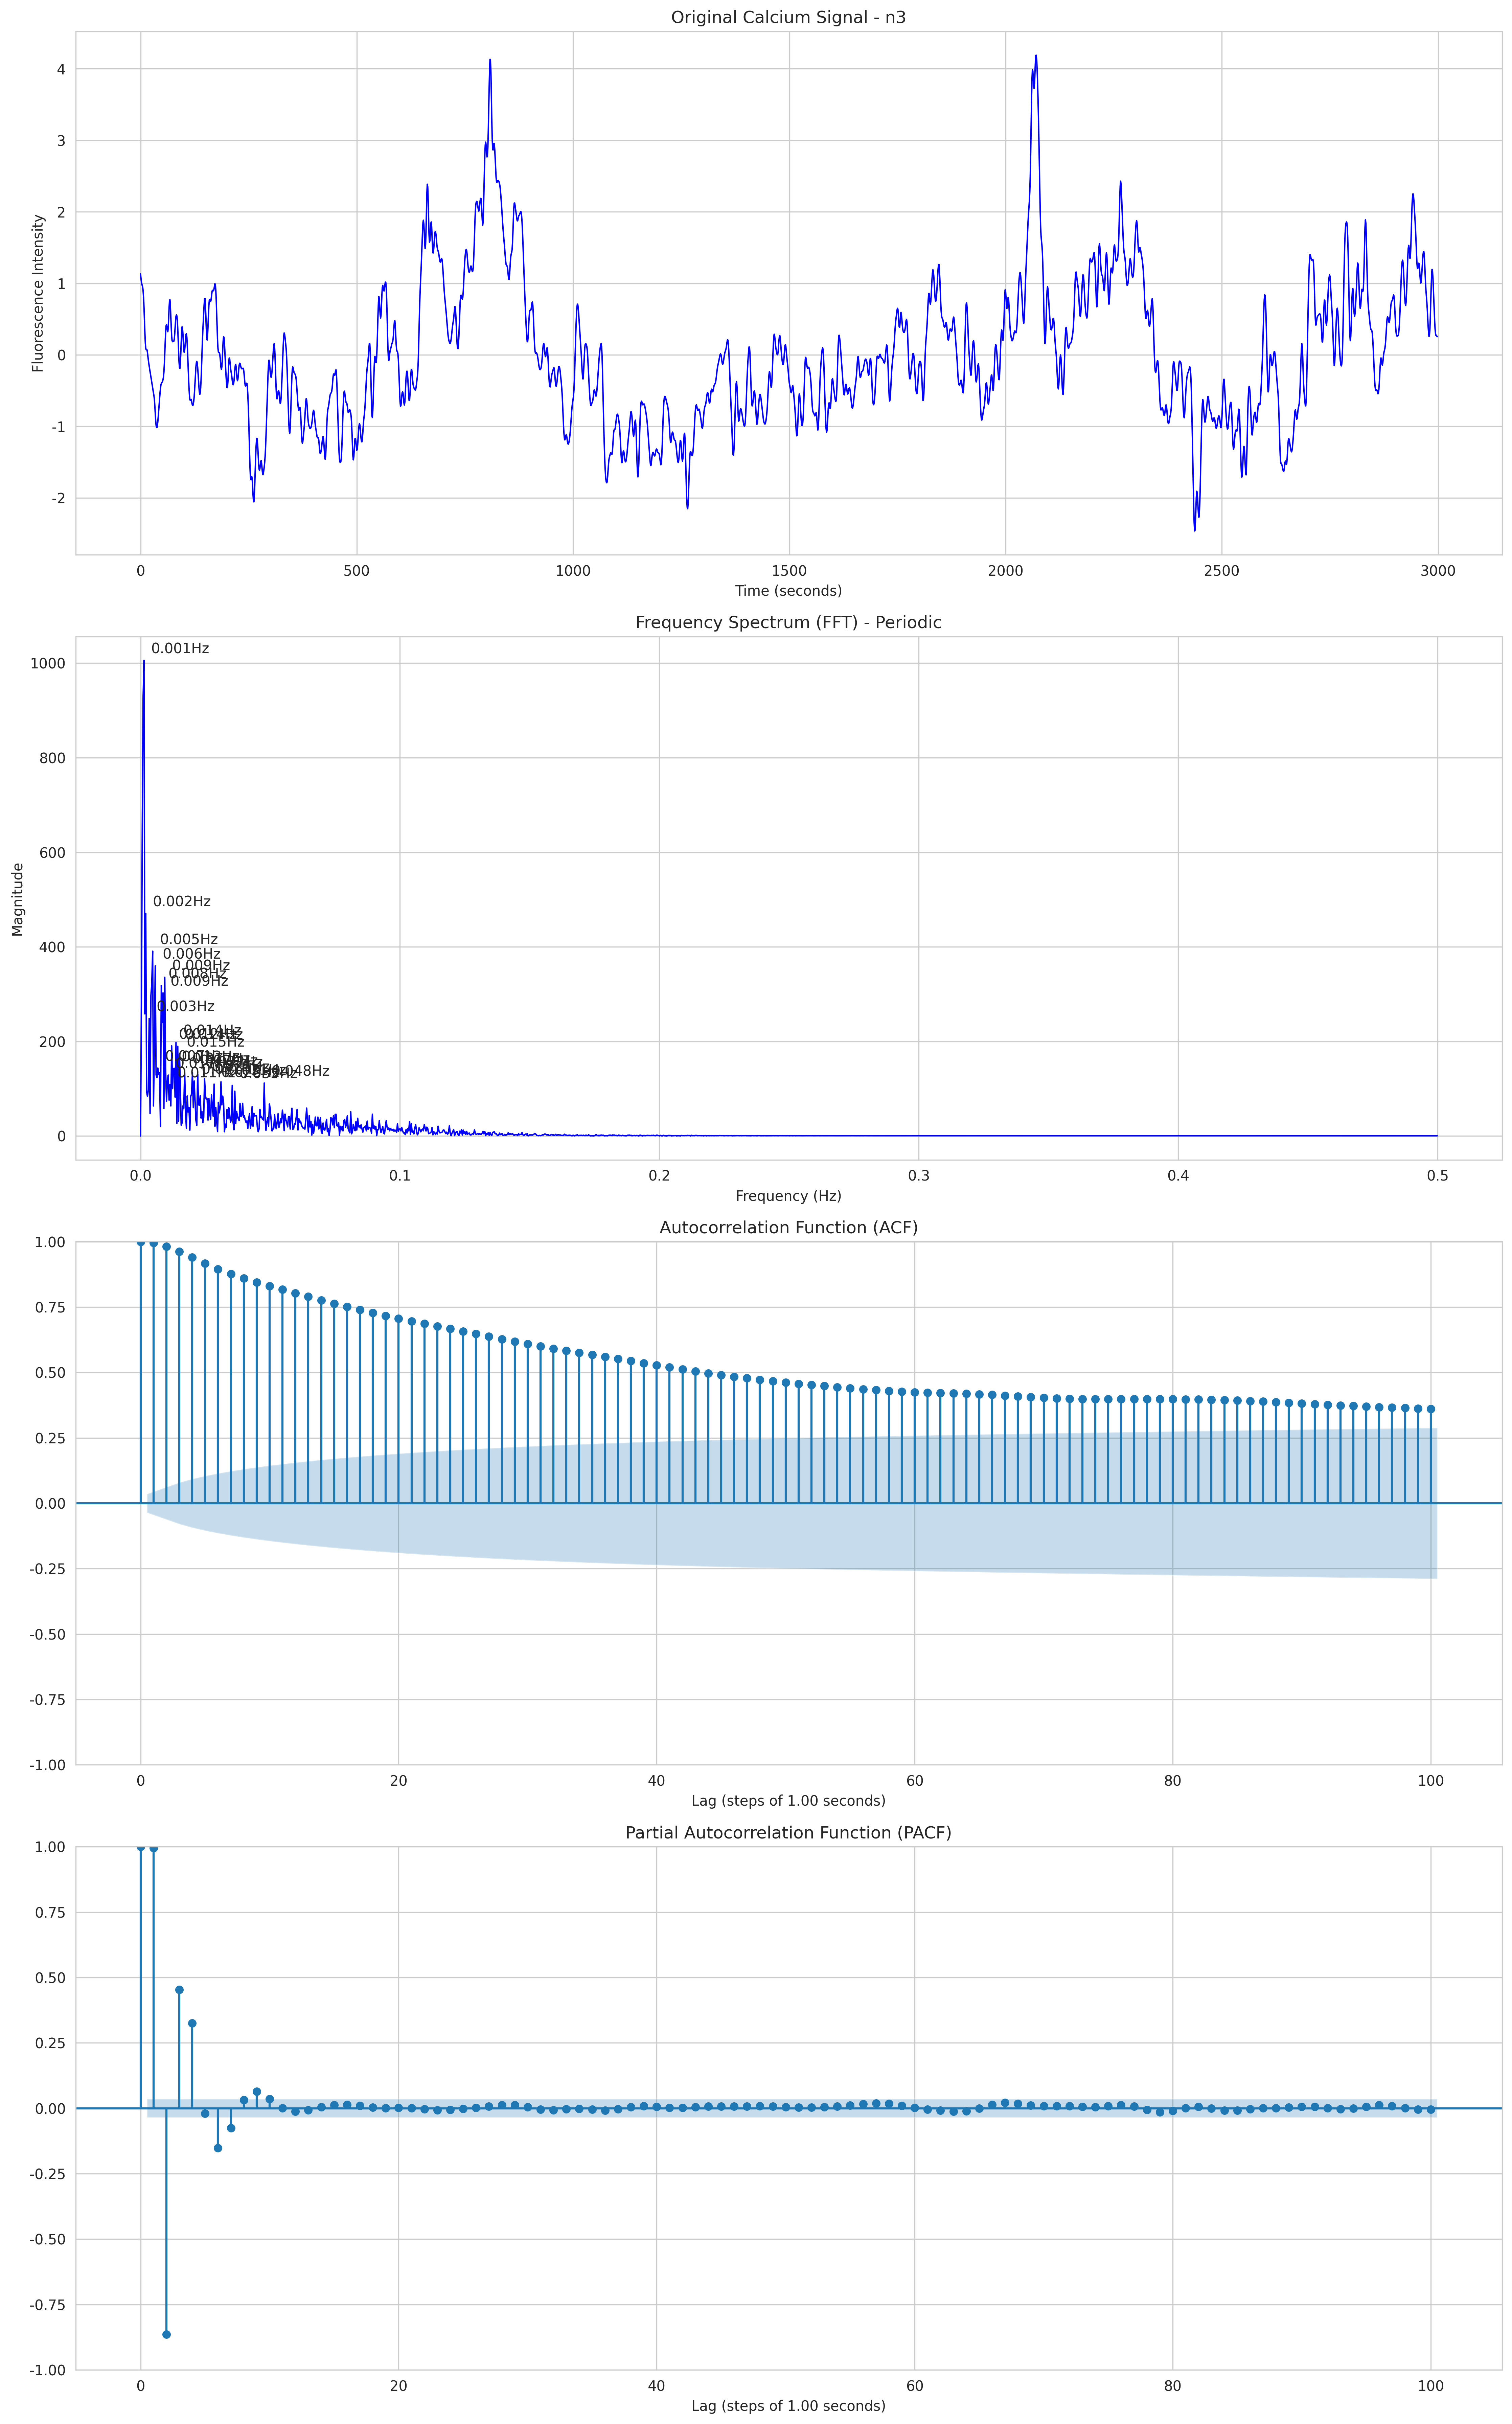 Original Calcium Signal - n3
Fluorescence Intensity
4
3
2
1
0
-1
-2
0 500 1000 1500 2000 2500 3000
Time (seconds)
Frequency Spectrum (FFT) - Periodic
Magnitude
1000
800
600
400
200
0
0.001Hz
0.002Hz
0.005Hz
0.006Hz
0.009Hz
0.008Hz
0.009Hz
0.003Hz
0.014Hz
0.015Hz
0.048Hz
0.0 0.1 0.2 0.3 0.4 0.5
Frequency (Hz)
Autocorrelation Function (ACF)
1.00
0.75
0.50
0.25
0.00
-0.25
-0.50
-0.75
-1.00
0 20 40 60 80 100
Lag (steps of 1.00 seconds)
Partial Autocorrelation Function (PACF)
1.00
0.75
0.50
0.25
0.00
-0.25
-0.50
-0.75
-1.00
0 20 40 60 80 100
Lag (steps of 1.00 seconds)